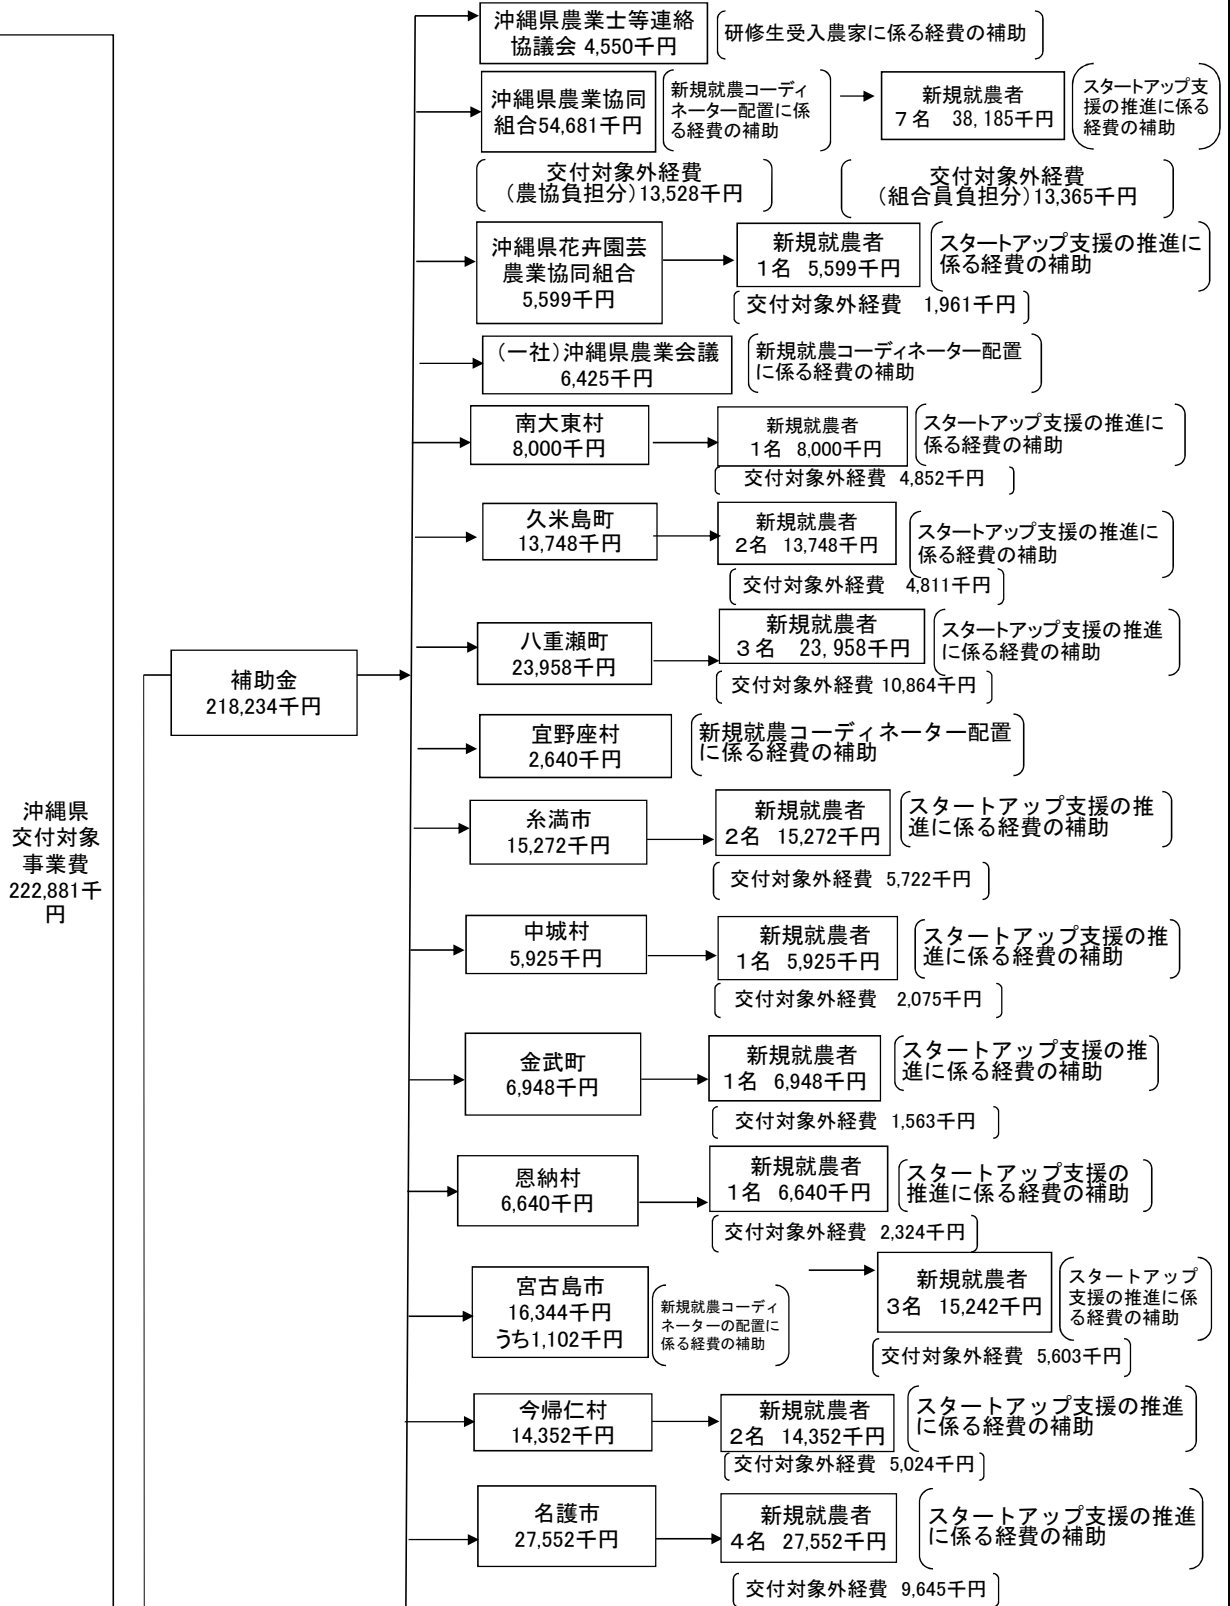 沖縄県
交付対象
事業費
222,881千
円
補助金
218,234千円
沖縄県農業士等連絡
協議会 4,550千円
研修生受入農家に係る経費の補助
沖縄県農業協同
組合54,681千円
新規就農コーディ
ネーター配置に係
る経費の補助
新規就農者
７名　38,185千円
スタートアップ支
援の推進に係る
経費の補助
交付対象外経費
（農協負担分）13,528千円
交付対象外経費
（組合員負担分）13,365千円
沖縄県花卉園芸
農業協同組合
5,599千円
新規就農者
１名　5,599千円
スタートアップ支援の推進に
係る経費の補助
交付対象外経費　1,961千円
（一社）沖縄県農業会議
6,425千円
新規就農コーディネーター配置
に係る経費の補助
南大東村
8,000千円
新規就農者
１名　8,000千円
スタートアップ支援の推進に
係る経費の補助
交付対象外経費　4,852千円
久米島町
13,748千円
新規就農者
２名　13,748千円
スタートアップ支援の推進に
係る経費の補助
交付対象外経費　4,811千円
八重瀬町
23,958千円
新規就農者
３名　23,958千円
スタートアップ支援の推進
に係る経費の補助
交付対象外経費 10,864千円
宜野座村
2,640千円
新規就農コーディネーター配置
に係る経費の補助
糸満市
15,272千円
新規就農者
２名　15,272千円
スタートアップ支援の推
進に係る経費の補助
交付対象外経費　5,722千円
中城村
5,925千円
新規就農者
１名　5,925千円
スタートアップ支援の推
進に係る経費の補助
交付対象外経費　2,075千円
金武町
6,948千円
新規就農者
１名　6,948千円
スタートアップ支援の推
進に係る経費の補助
交付対象外経費　1,563千円
恩納村
6,640千円
新規就農者
１名　6,640千円
スタートアップ支援の
推進に係る経費の補助
交付対象外経費　2,324千円
宮古島市
16,344千円
うち1,102千円
新規就農コーディ
ネーターの配置に
係る経費の補助
新規就農者
３名　15,242千円
スタートアップ
支援の推進に係
る経費の補助
交付対象外経費　5,603千円
今帰仁村
14,352千円
新規就農者
２名　14,352千円
スタートアップ支援の推進
に係る経費の補助
交付対象外経費　5,024千円
名護市
27,552千円
新規就農者
４名　27,552千円
スタートアップ支援の推進
に係る経費の補助
交付対象外経費　9,645千円